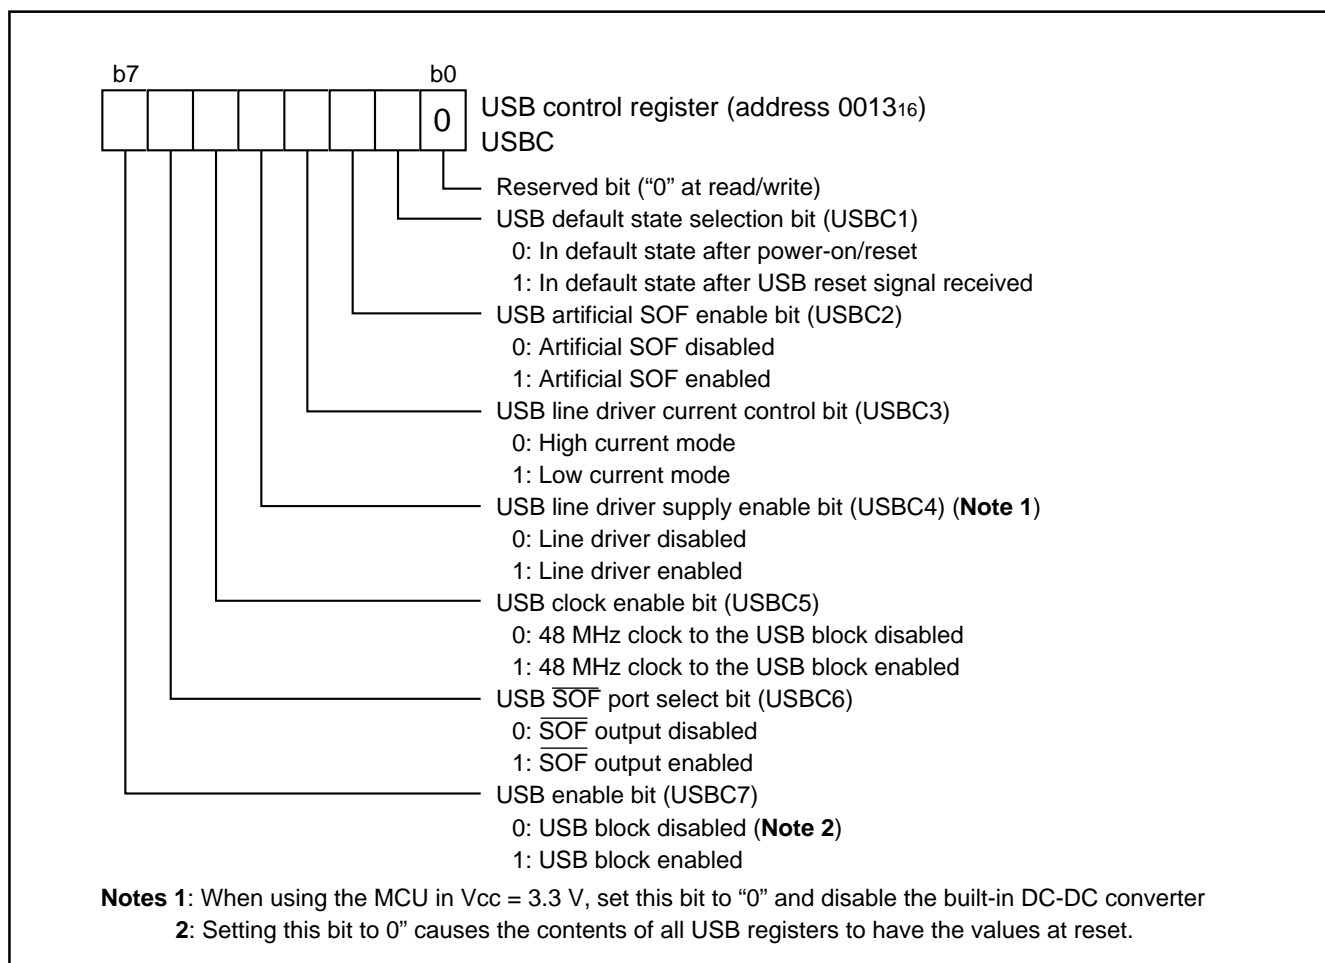 b7 b0
0 USB control register (address 0013₁₆)
USBC
Reserved bit (“0” at read/write)
USB default state selection bit (USBC1)
0: In default state after power-on/reset
1: In default state after USB reset signal received
USB artificial SOF enable bit (USBC2)
0: Artificial SOF disabled
1: Artificial SOF enabled
USB line driver current control bit (USBC3)
0: High current mode
1: Low current mode
USB line driver supply enable bit (USBC4) (Note 1)
0: Line driver disabled
1: Line driver enabled
USB clock enable bit (USBC5)
0: 48 MHz clock to the USB block disabled
1: 48 MHz clock to the USB block enabled
USB S̅O̅F̅ port select bit (USBC6)
0: S̅O̅F̅ output disabled
1: S̅O̅F̅ output enabled
USB enable bit (USBC7)
0: USB block disabled (Note 2)
1: USB block enabled
Notes 1: When using the MCU in Vcc = 3.3 V, set this bit to “0” and disable the built-in DC-DC converter
2: Setting this bit to 0” causes the contents of all USB registers to have the values at reset.